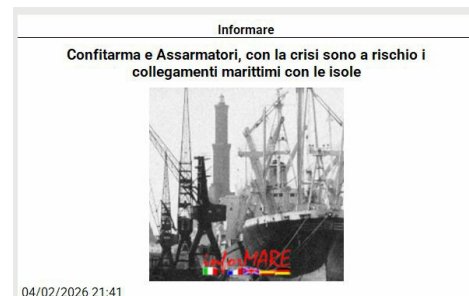 Informare
Confitarma e Assarmatori, con la crisi sono a rischio i
collegamenti marittimi con le isole
inforMARE
04/02/2026 21:41